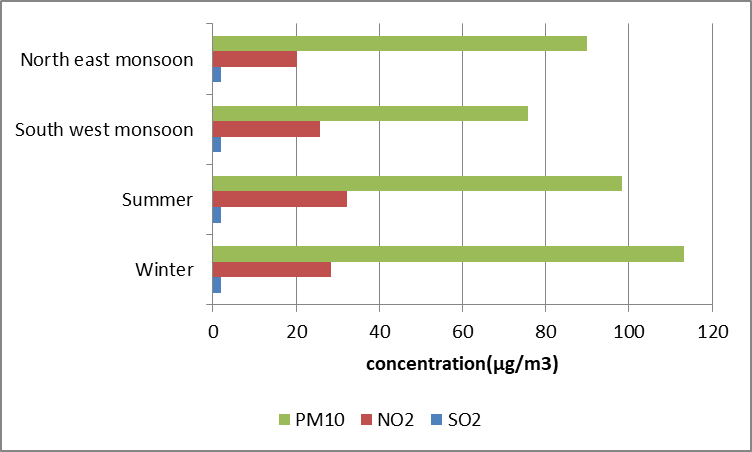 North east monsoon
South west monsoon
Summer
Winter
0 20 40 60 80 100 120
concentration(µg/m3)
PM10 NO2 SO2